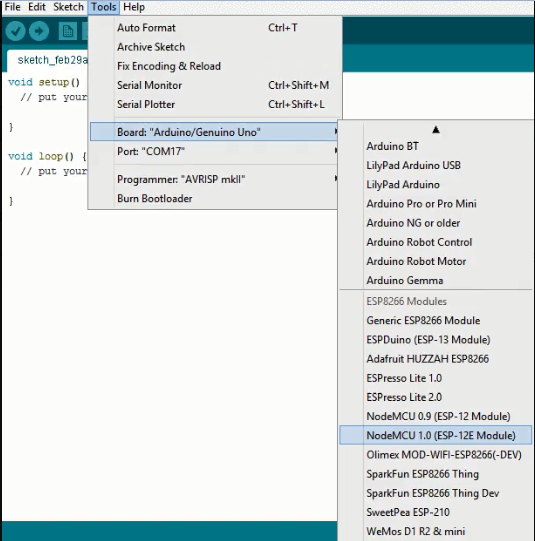 File Edit Sketch Tools Help
Auto Format Ctrl+T
Archive Sketch
Fix Encoding & Reload
Serial Monitor Ctrl+Shift+M
Serial Plotter Ctrl+Shift+L
Board: "Arduino/Genuino Uno"
Port: "COM17"
Programmer: "AVRISP mkII"
Burn Bootloader
sketch_feb29a
void setup()
// put your
}
void loop() {
// put your
}
Arduino BT
LilyPad Arduino USB
LilyPad Arduino
Arduino Pro or Pro Mini
Arduino NG or older
Arduino Robot Control
Arduino Robot Motor
Arduino Gemma
ESP8266 Modules
Generic ESP8266 Module
ESPDuino (ESP-13 Module)
Adafruit HUZZAH ESP8266
ESPresso Lite 1.0
ESPresso Lite 2.0
NodeMCU 0.9 (ESP-12 Module)
NodeMCU 1.0 (ESP-12E Module)
Olimex MOD-WIFI-ESP8266(-DEV)
SparkFun ESP8266 Thing
SparkFun ESP8266 Thing Dev
SweetPea ESP-210
WeMos D1 R2 & mini